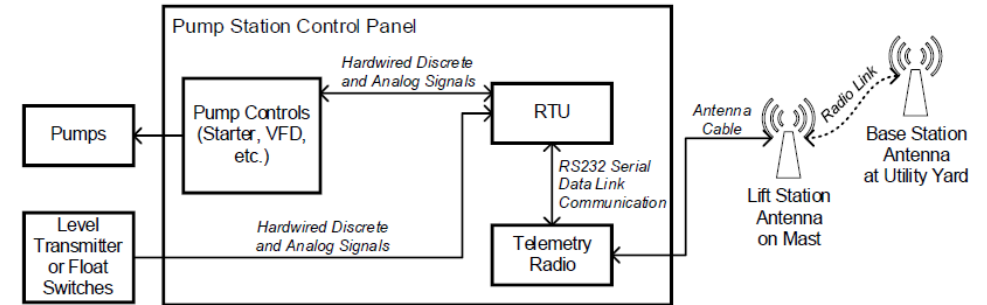 Pump Station Control Panel
Hardwired Discrete
and Analog Signals
Pumps
Pump Controls
(Starter, VFD,
etc.)
RTU
Antenna
Cable
Radio Link
Base Station
Antenna
at Utility Yard
RS232 Serial
Data Link
Communication
Lift Station
Antenna
on Mast
Level
Transmitter
or Float
Switches
Hardwired Discrete
and Analog Signals
Telemetry
Radio